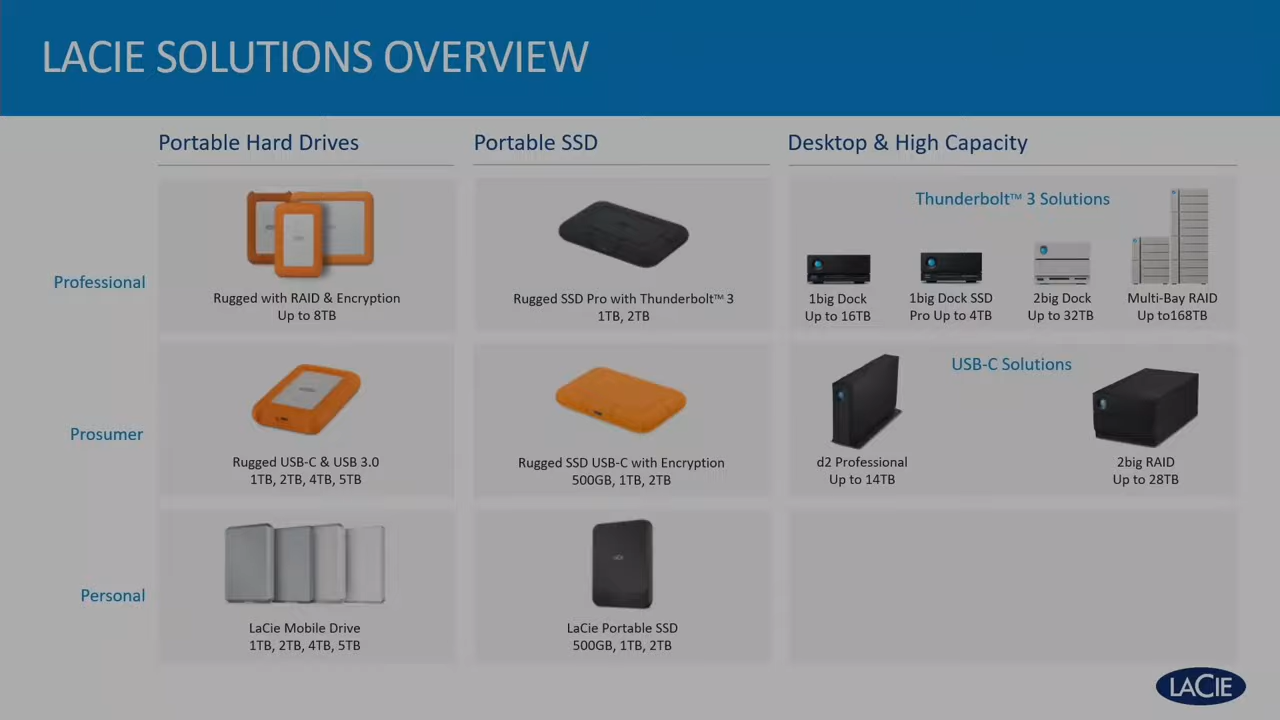 LACIE SOLUTIONS OVERVIEW
Portable Hard Drives
Portable SSD
Desktop & High Capacity
Professional
Rugged with RAID & Encryption
Up to 8TB
Rugged SSD Pro with Thunderbolt™ 3
1TB, 2TB
Thunderbolt™ 3 Solutions
1big Dock
Up to 16TB
1big Dock SSD
Pro Up to 4TB
2big Dock
Up to 32TB
Multi-Bay RAID
Up to168TB
Prosumer
Rugged USB-C & USB 3.0
1TB, 2TB, 4TB, 5TB
Rugged SSD USB-C with Encryption
500GB, 1TB, 2TB
USB-C Solutions
d2 Professional
Up to 14TB
2big RAID
Up to 28TB
Personal
LaCie Mobile Drive
1TB, 2TB, 4TB, 5TB
LaCie Portable SSD
500GB, 1TB, 2TB
LACIE